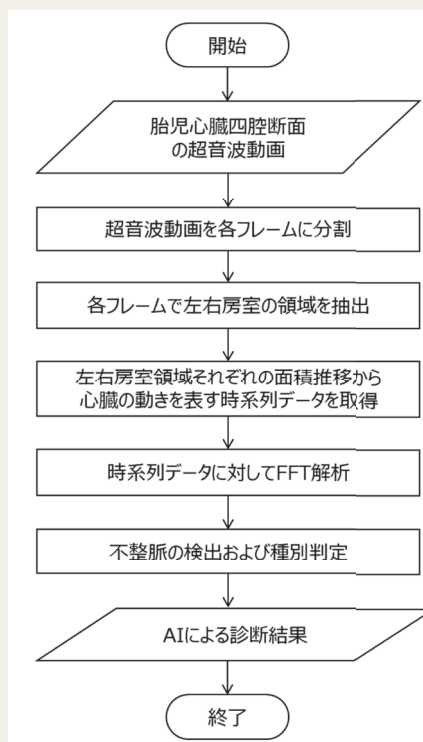 開始
胎児心臓四腔断面
の超音波動画
超音波動画を各フレームに分割
各フレームで左右房室の領域を抽出
左右房室領域それぞれの面積推移から
心臓の動きを表す時系列データを取得
時系列データに対してFFT解析
不整脈の検出および種別判定
AIによる診断結果
終了